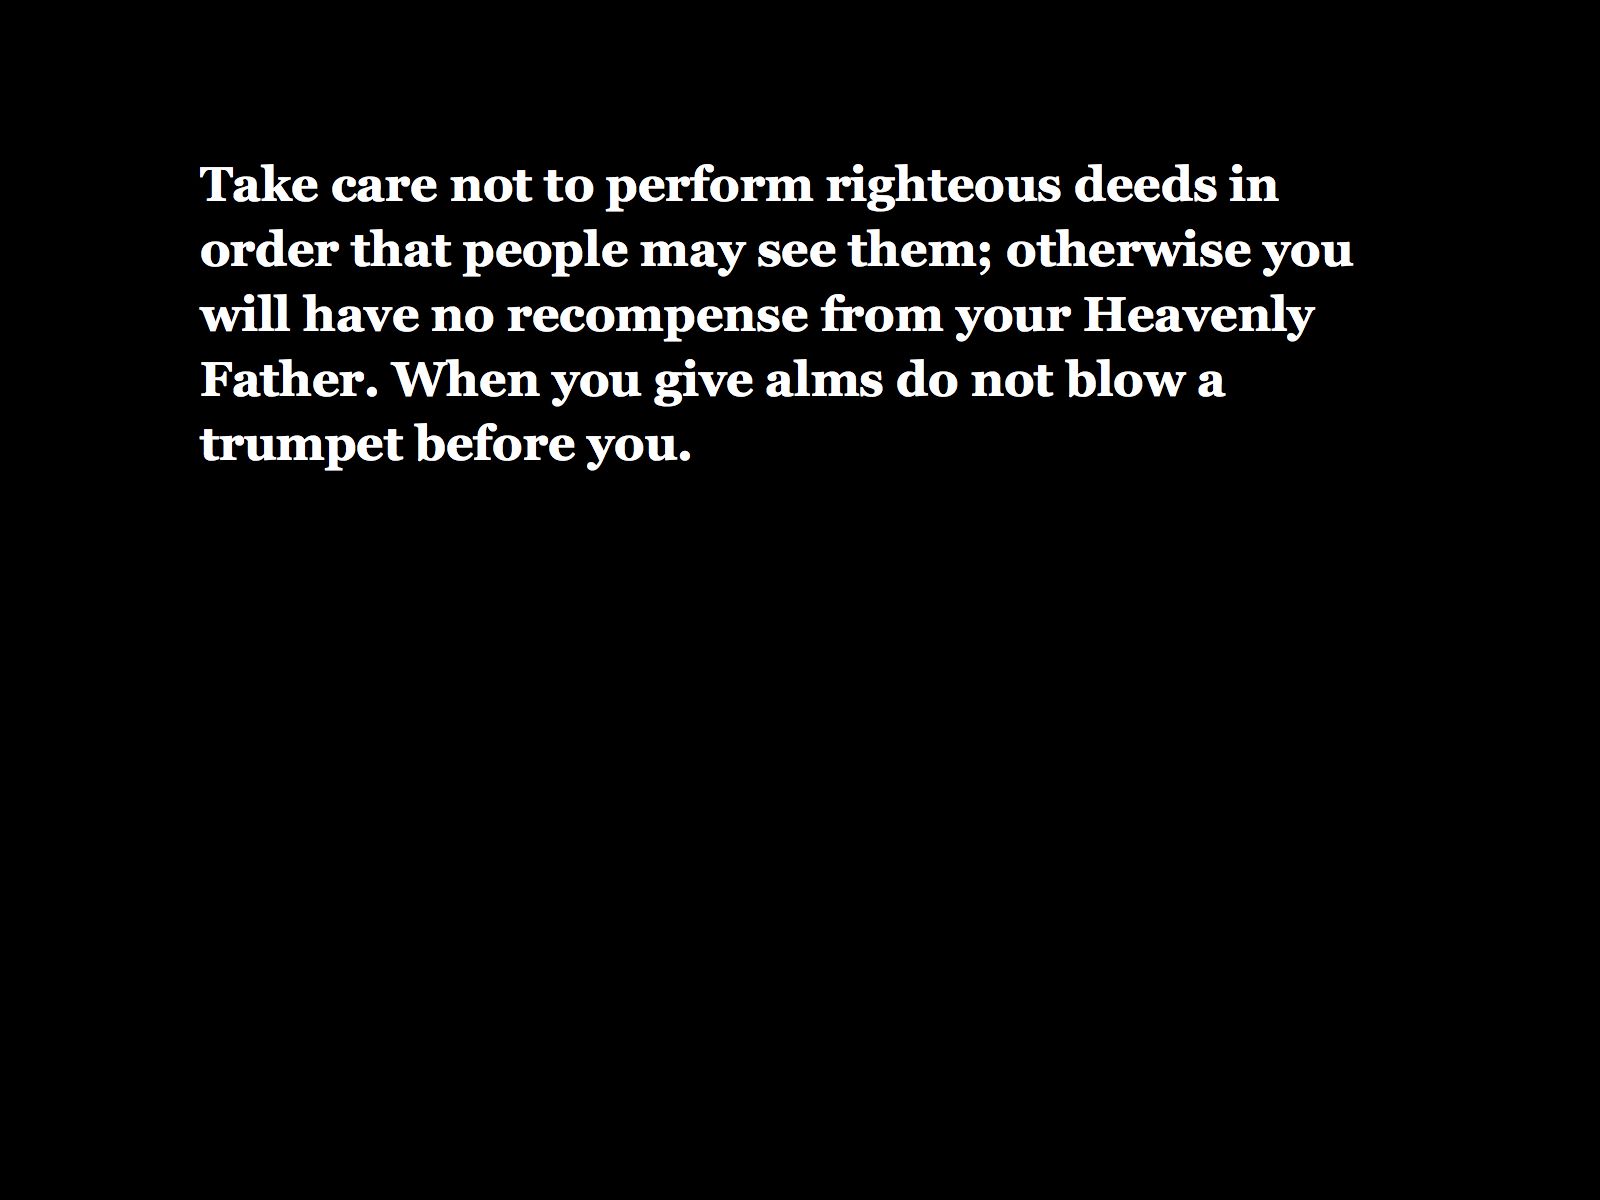 Take care not to perform righteous deeds in
order that people may see them; otherwise you
will have no recompense from your Heavenly
Father. When you give alms do not blow a
trumpet before you.